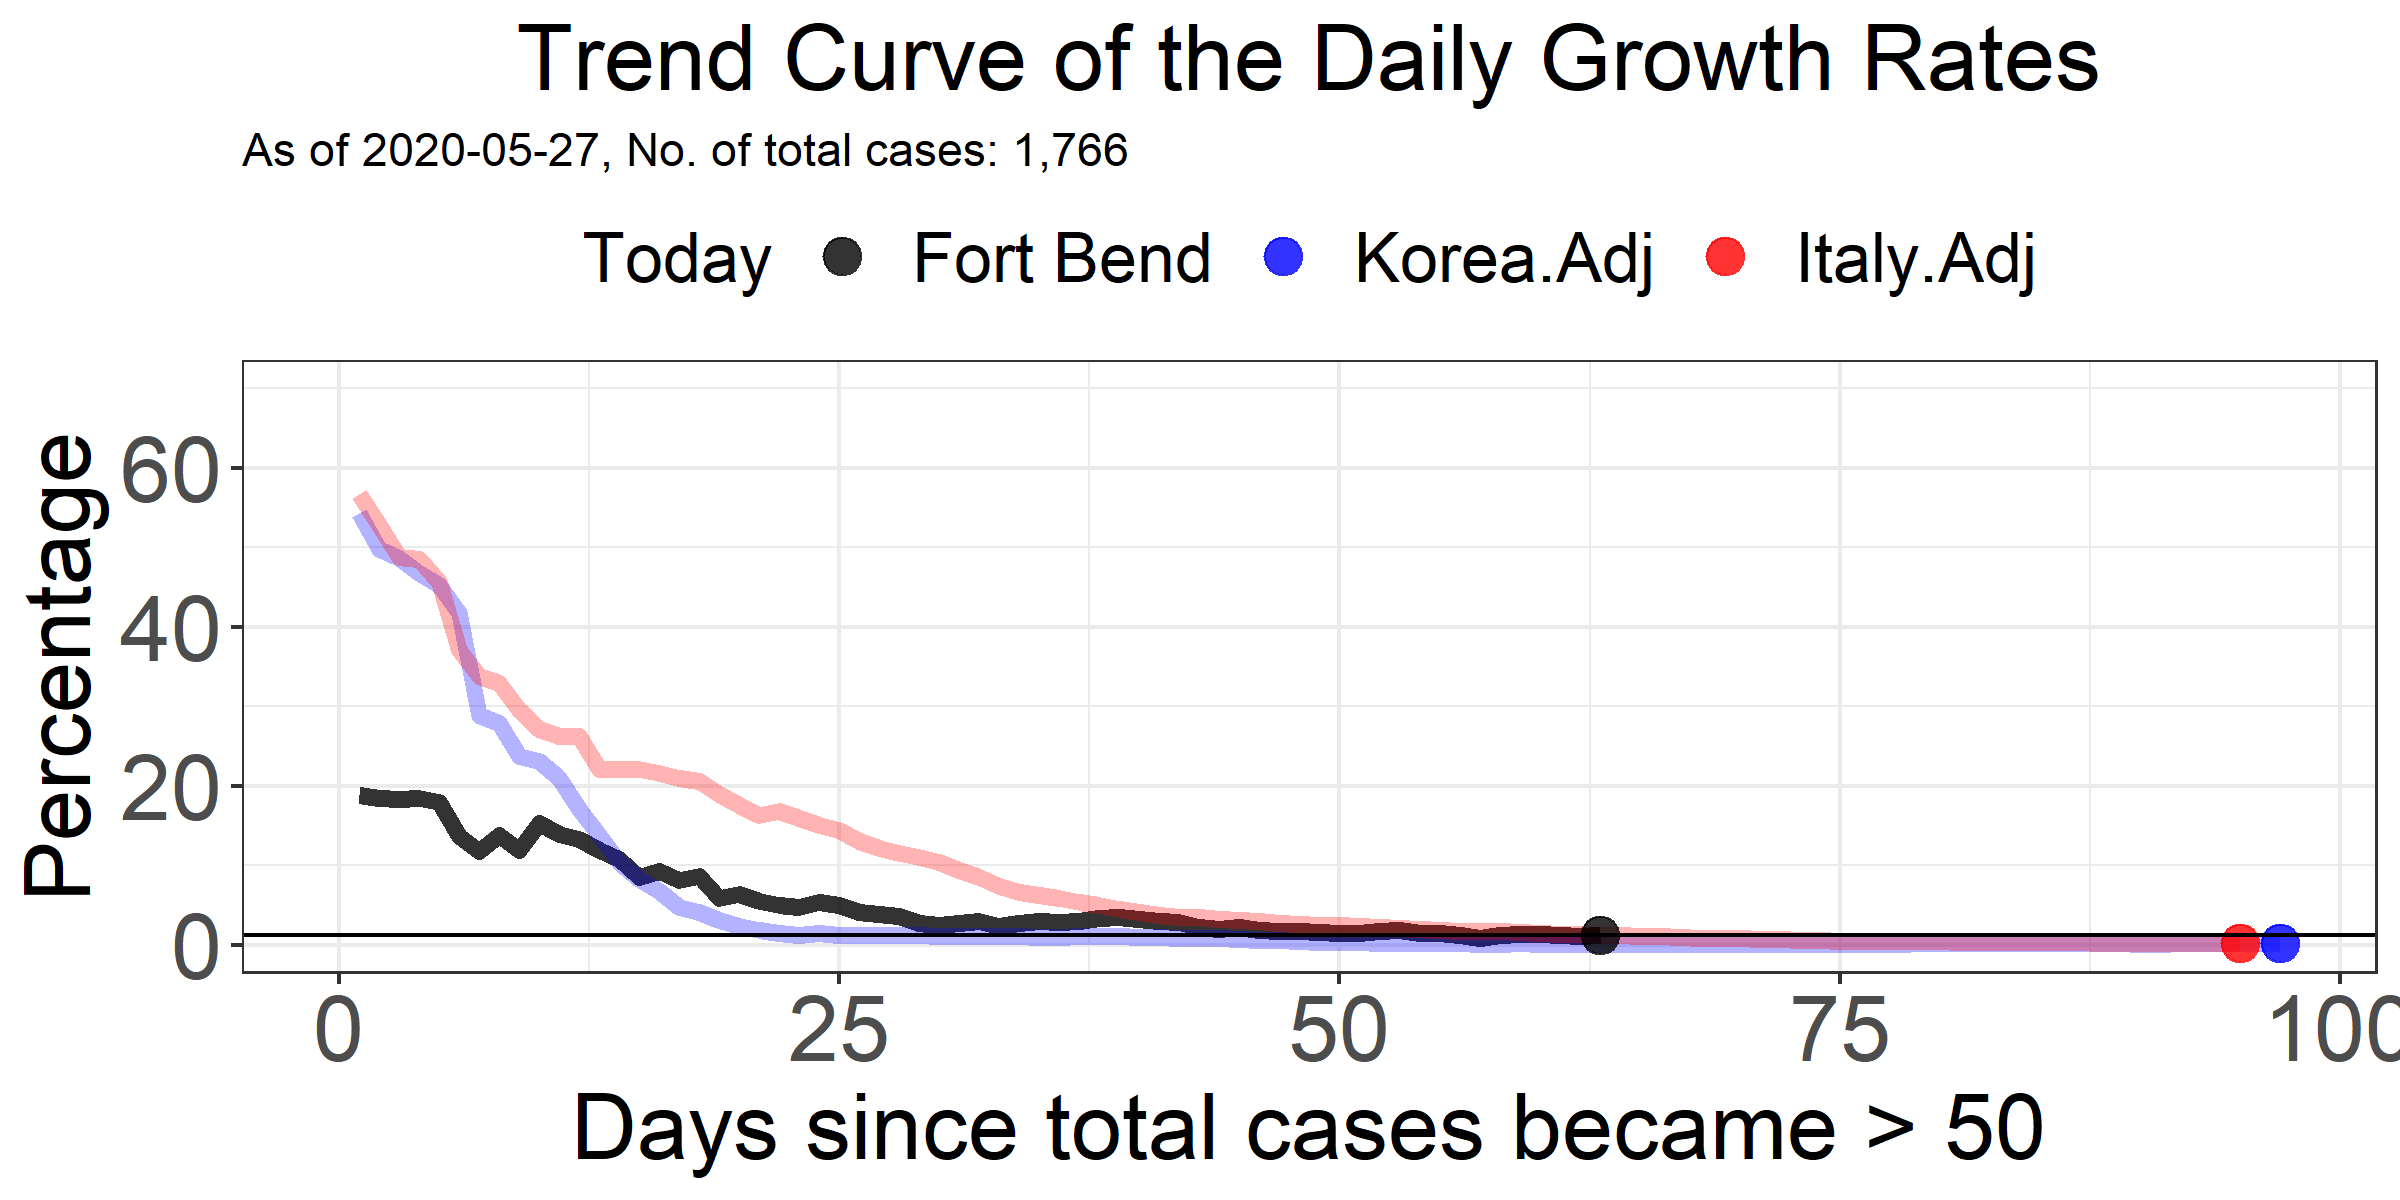 Trend Curve of the Daily Growth Rates
As of 2020-05-27, No. of total cases: 1,766
Today Fort Bend Korea.Adj Italy.Adj
Percentage
60
40
20
0
0 25 50 75 100
Days since total cases became > 50